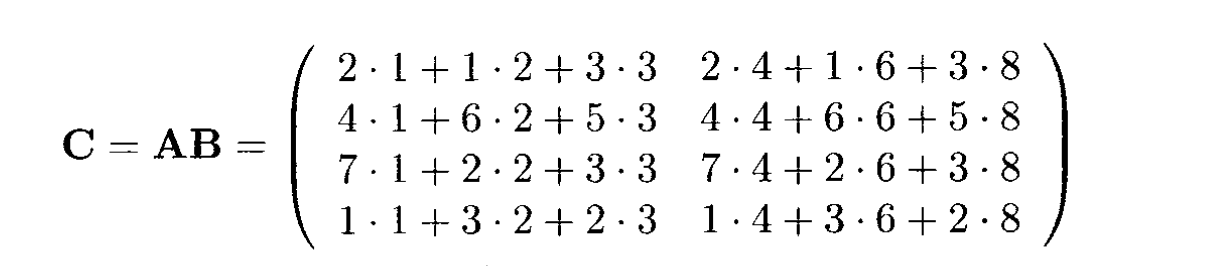 2 · 1 + 1 · 2 + 3 · 3 2 · 4 + 1 · 6 + 3 · 8
4 · 1 + 6 · 2 + 5 · 3 4 · 4 + 6 · 6 + 5 · 8
C = AB =
7 · 1 + 2 · 2 + 3 · 3 7 · 4 + 2 · 6 + 3 · 8
1 · 1 + 3 · 2 + 2 · 3 1 · 4 + 3 · 6 + 2 · 8